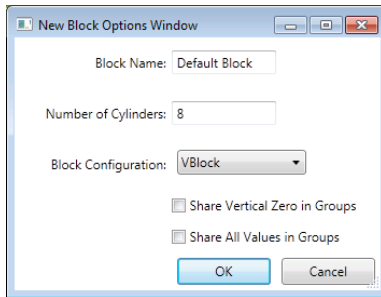 New Block Options Window
Block Name: Default Block
Number of Cylinders: 8
Block Configuration: VBlock
Share Vertical Zero in Groups
Share All Values in Groups
OK Cancel